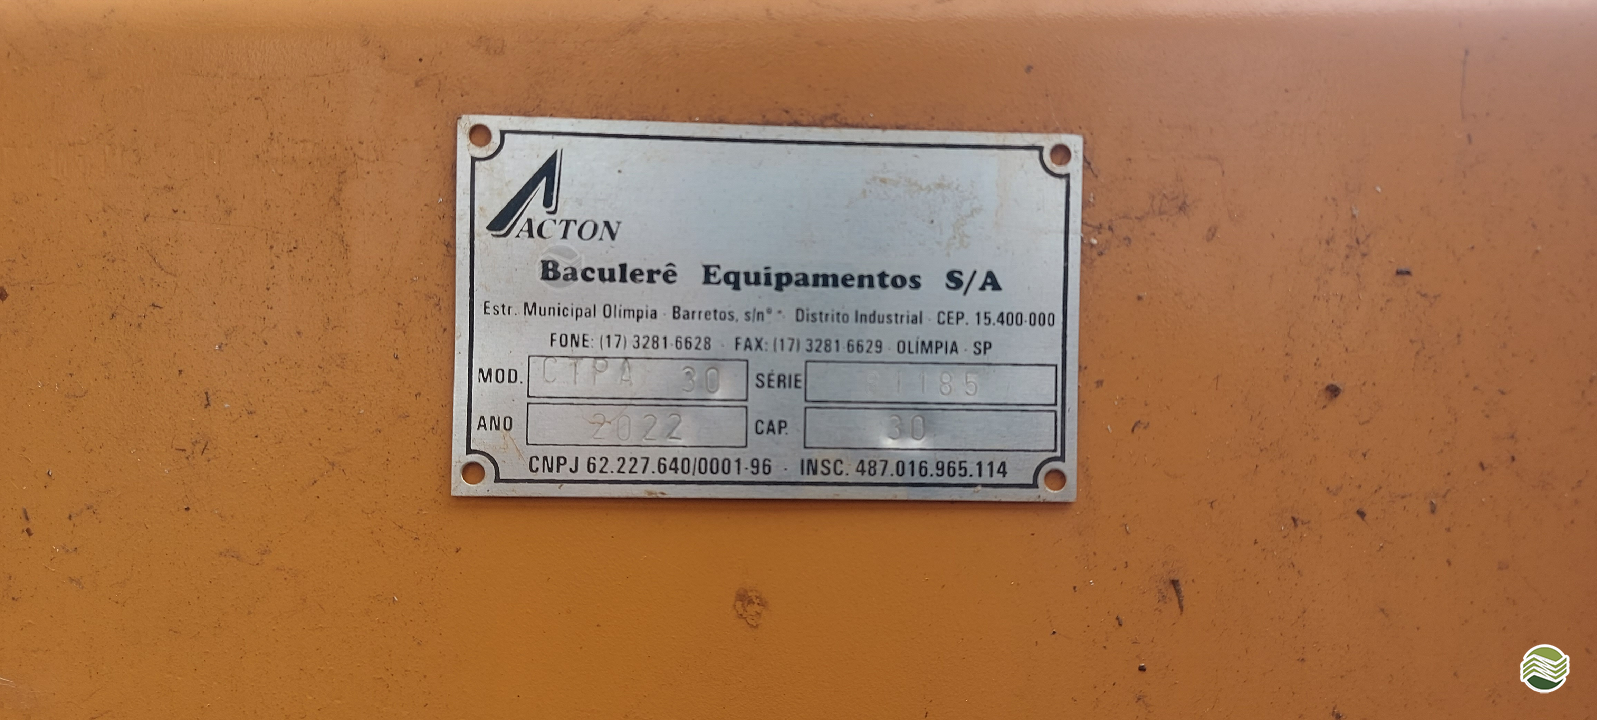 ACTON
Baculerê Equipamentos S/A
Estr. Municipal Olímpia - Barretos, s/nº - Distrito Industrial - CEP. 15.400-000
FONE: (17) 3281-6628 - FAX: (17) 3281-6629 - OLÍMPIA - SP
MOD. CTPA 30 SÉRIE
ANO 2022 CAP. 30
CNPJ 62.227.640/0001-96 - INSC. 487.016.965.114